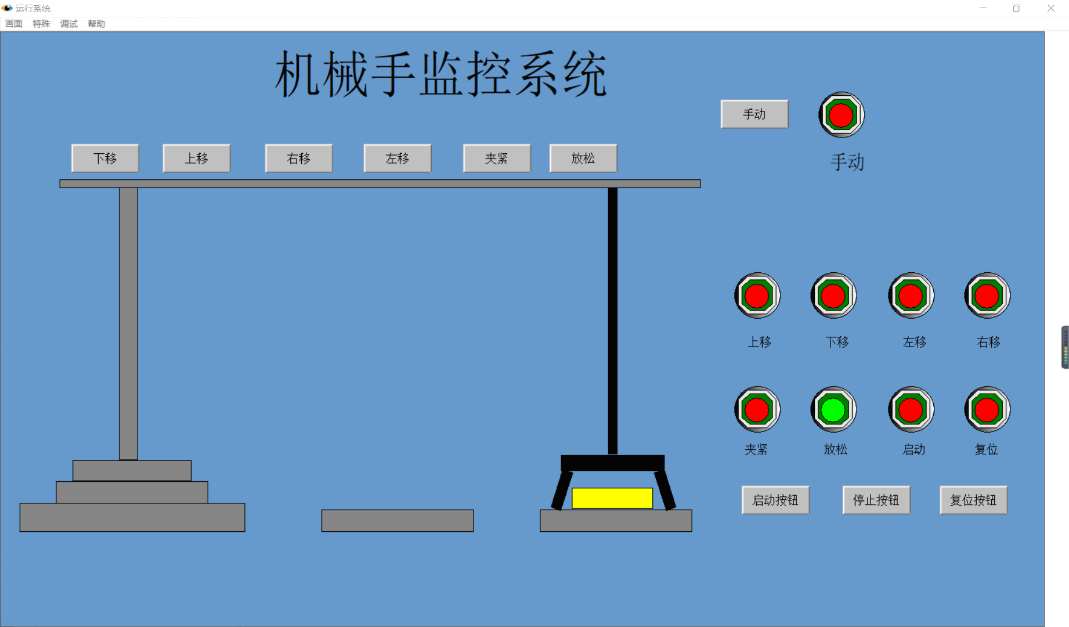 运行系统
画面 特殊 调试 帮助
机械手监控系统
手动
手动
下移 上移 右移 左移 夹紧 放松
上移 下移 左移 右移
夹紧 放松 启动 复位
启动按钮 停止按钮 复位按钮